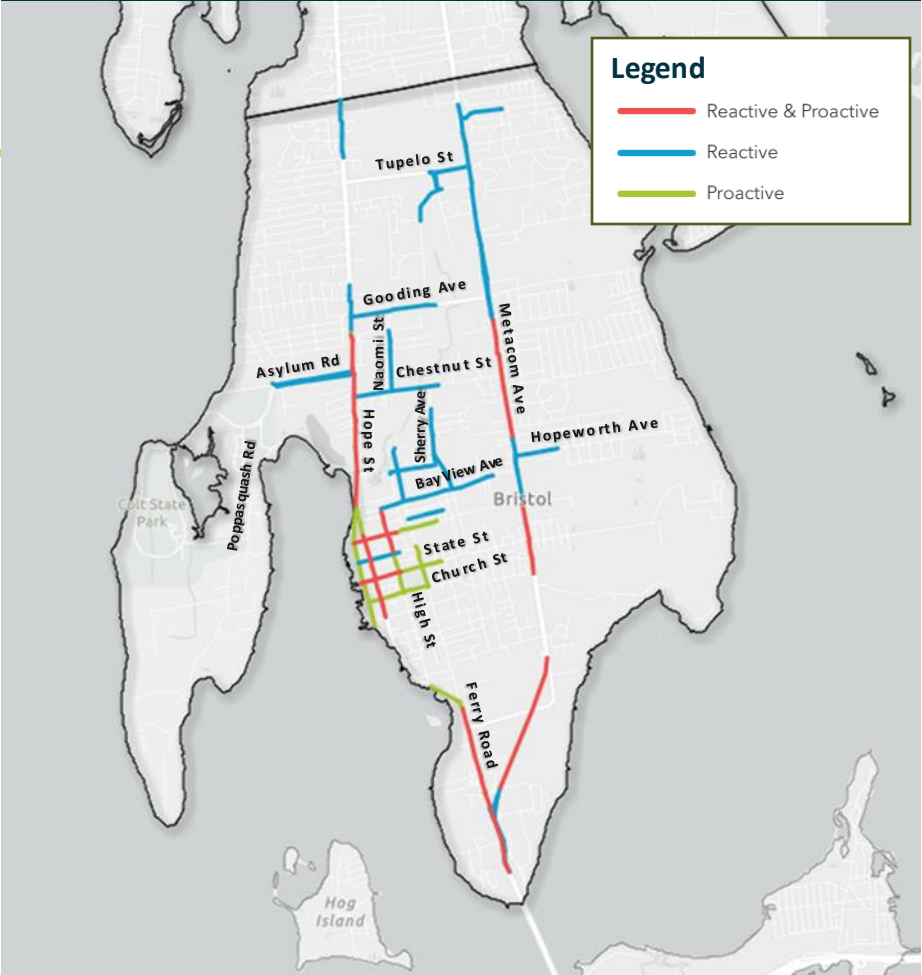 Legend
Reactive & Proactive
Reactive
Proactive
Tupelo St
Gooding Ave
Naomi St
Metacom Ave
Asylum Rd
Chestnut St
Hope St
Sherry Ave
Hopeworth Ave
Poppasquash Rd
BayView Ave
Bristol
Colt State
Park
State St
Church St
High St
Ferry Road
Hog
Island